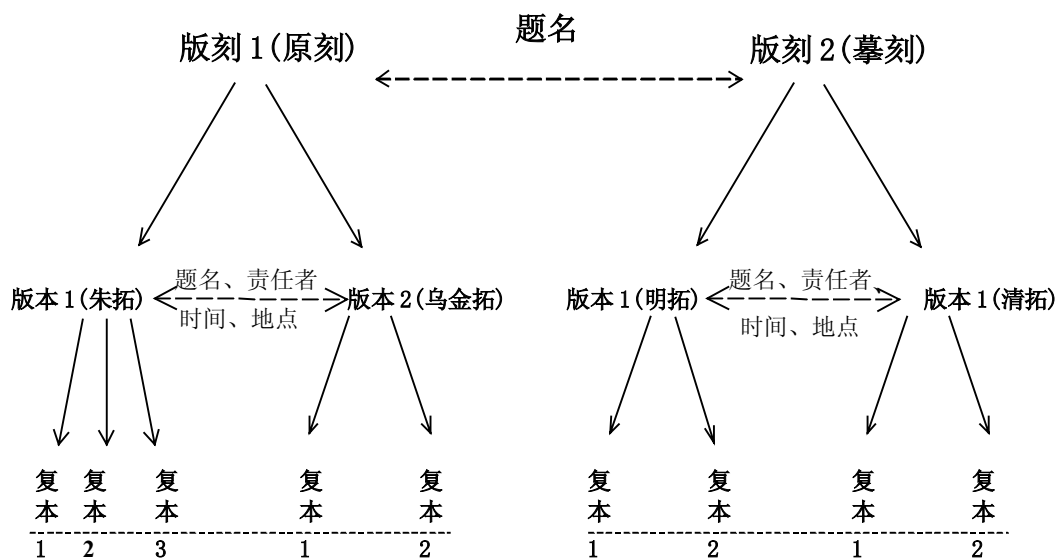 题名
版刻 1(原刻)
版刻 2(摹刻)
题名、责任者
题名、责任者、
版本 1(朱拓)
版本 2(乌金拓)
版本 1(明拓)
版本 1(清拓)
时间、地点
时间、地点
复本 复本 复本 复本 复本 复本 复本 复本 复本
1 2 3 1 2 1 2 1 2